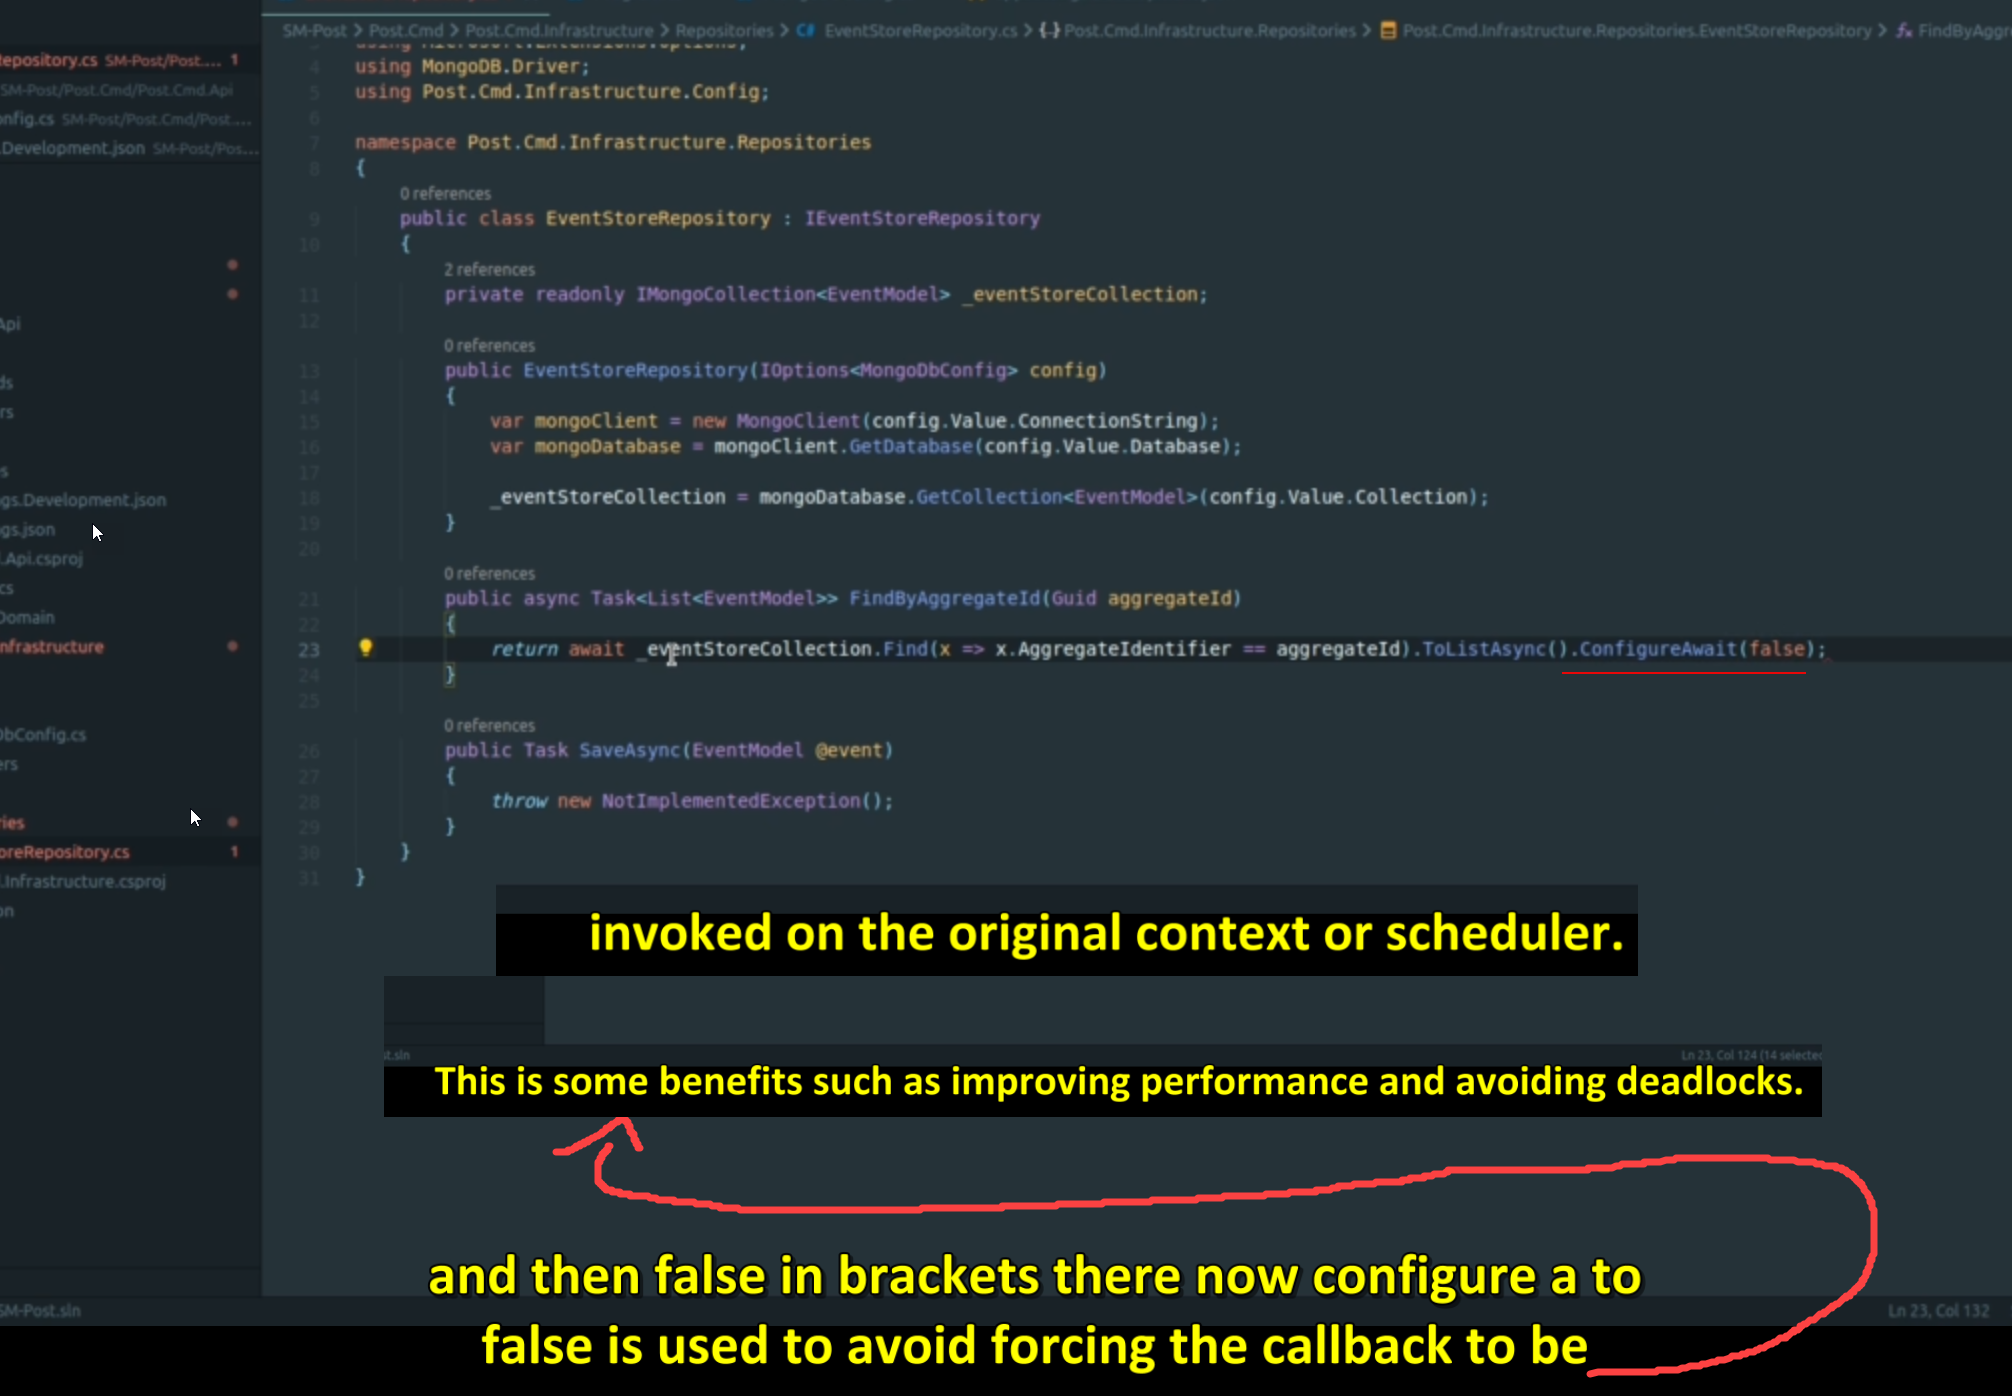 SM-Post > Post.Cmd > Post.Cmd.Infrastructure > Repositories > C# EventStoreRepository.cs > {} Post.Cmd.Infrastructure.Repositories > Post.Cmd.Infrastructure.Repositories.EventStoreRepository > FindByAggr
epository.cs SM-Post/Post.... 1
SM-Post/Post.Cmd/Post.Cmd.Api
onfig.cs SM-Post/Post.Cmd/Post....
.Development.json SM-Post/Pos...
Api
ds
rs
s
gs.Development.json
gs.json
.Api.csproj
cs
Domain
nfrastructure
DbConfig.cs
ers
ries
oreRepository.cs 1
.Infrastructure.csproj
on
using Microsoft.Extensions.Options;
4 using MongoDB.Driver;
5 using Post.Cmd.Infrastructure.Config;
6
7 namespace Post.Cmd.Infrastructure.Repositories
8 {
0 references
9 public class EventStoreRepository : IEventStoreRepository
10 {
2 references
11 private readonly IMongoCollection<EventModel> _eventStoreCollection;
12
0 references
13 public EventStoreRepository(IOptions<MongoDbConfig> config)
14 {
15 var mongoClient = new MongoClient(config.Value.ConnectionString);
16 var mongoDatabase = mongoClient.GetDatabase(config.Value.Database);
17
18 _eventStoreCollection = mongoDatabase.GetCollection<EventModel>(config.Value.Collection);
19 }
20
0 references
21 public async Task<List<EventModel>> FindByAggregateId(Guid aggregateId)
22 {
23 return await _eventStoreCollection.Find(x => x.AggregateIdentifier == aggregateId).ToListAsync().ConfigureAwait(false);
24 }
25
0 references
26 public Task SaveAsync(EventModel @event)
27 {
28 throw new NotImplementedException();
29 }
30 }
31 }
invoked on the original context or scheduler.
st.sln Ln 23, Col 124 (14 selected
This is some benefits such as improving performance and avoiding deadlocks.
and then false in brackets there now configure a to
false is used to avoid forcing the callback to be
SM-Post.sln Ln 23, Col 132